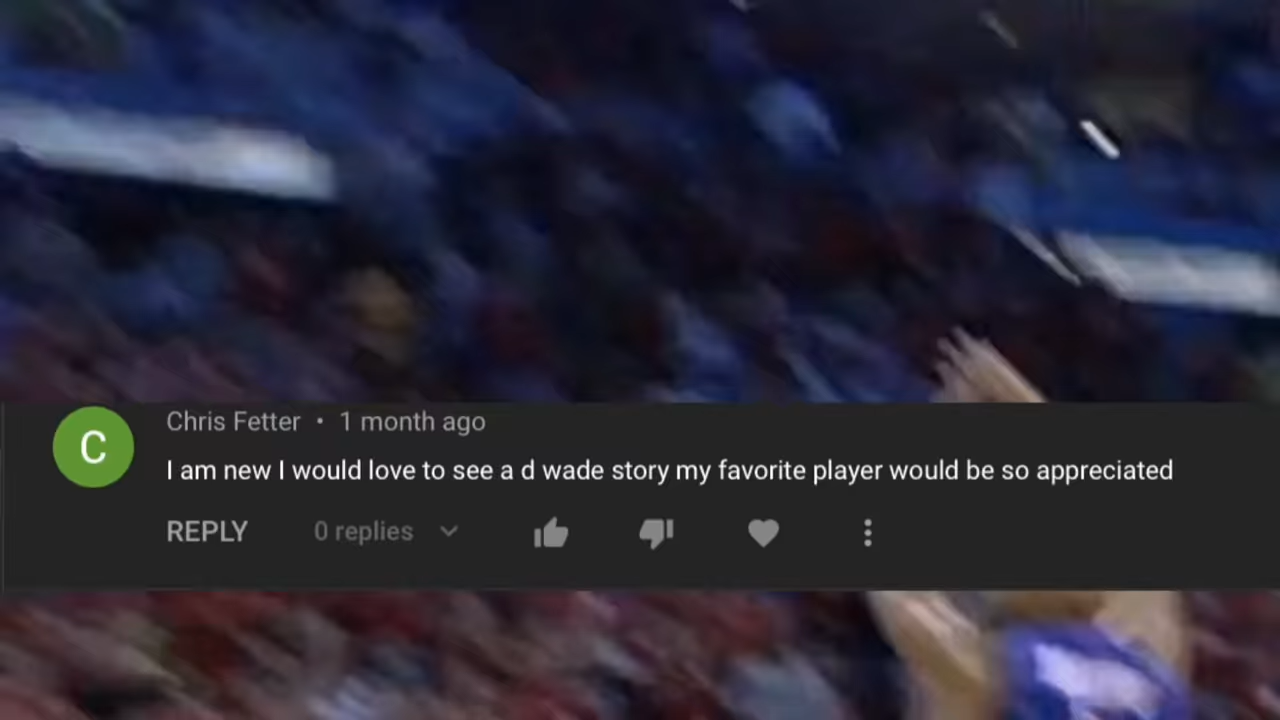 C
Chris Fetter • 1 month ago
I am new I would love to see a d wade story my favorite player would be so appreciated
REPLY 0 replies